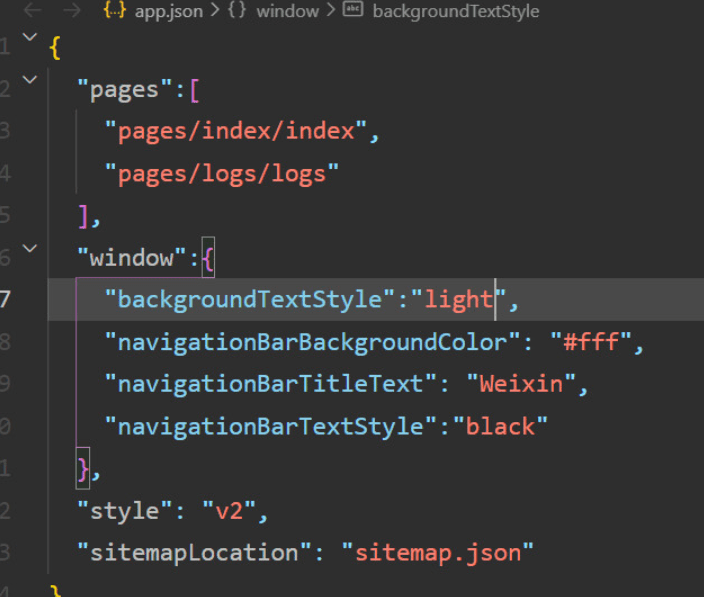 app.json > {} window > abc backgroundTextStyle
1 {
2 "pages":[
3 "pages/index/index",
4 "pages/logs/logs"
5 ],
6 "window":{
7 "backgroundTextStyle":"light",
8 "navigationBarBackgroundColor": "#fff",
9 "navigationBarTitleText": "Weixin",
0 "navigationBarTextStyle":"black"
1 },
2 "style": "v2",
3 "sitemapLocation": "sitemap.json"
4 }